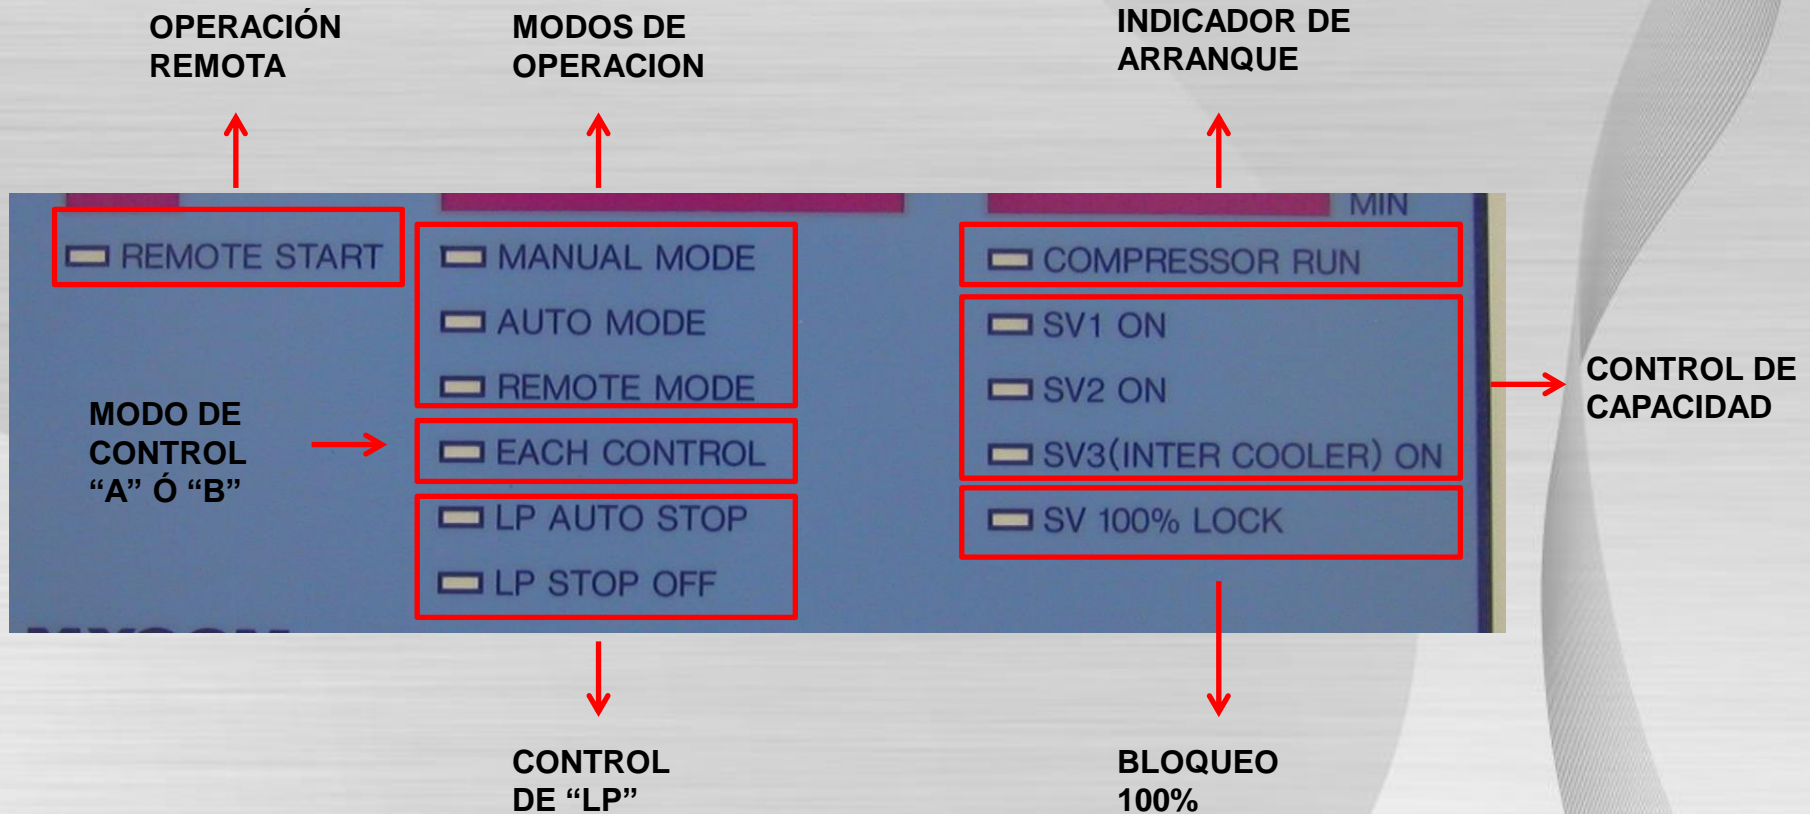 OPERACIÓN
REMOTA
MODOS DE
OPERACION
INDICADOR DE
ARRANQUE
MIN
REMOTE START
MANUAL MODE
COMPRESSOR RUN
AUTO MODE
SV1 ON
REMOTE MODE
SV2 ON
CONTROL DE
CAPACIDAD
MODO DE
CONTROL
“A” Ó “B”
EACH CONTROL
SV3(INTER COOLER) ON
LP AUTO STOP
SV 100% LOCK
LP STOP OFF
CONTROL
DE “LP”
BLOQUEO
100%